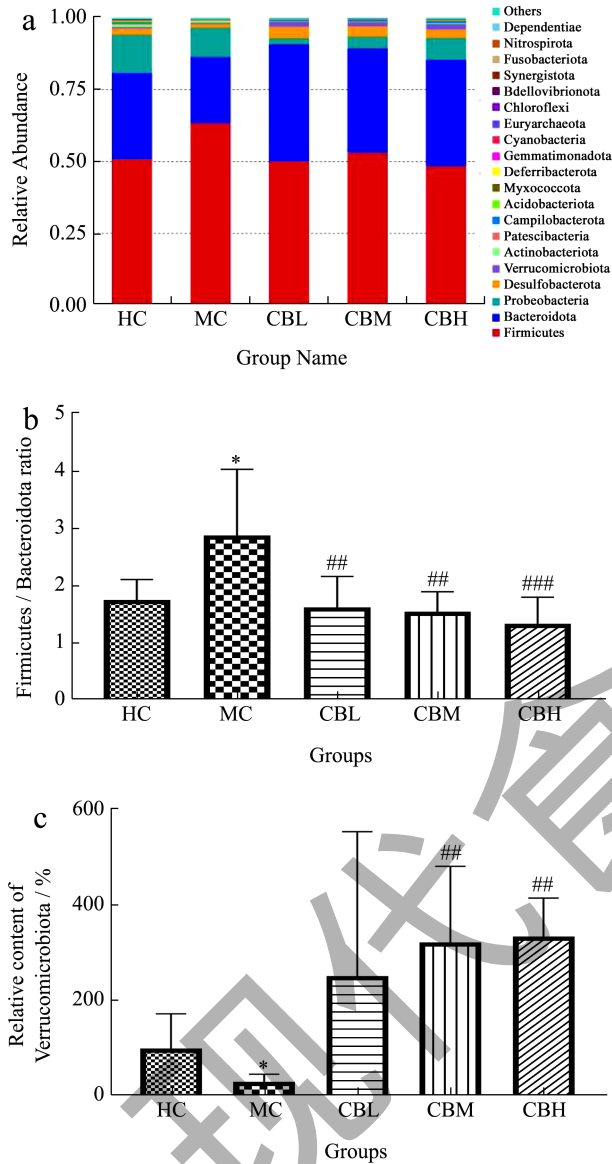 a
Relative Abundance
1.00
0.75
0.50
0.25
0.00
HC MC CBL CBM CBH
Group Name
Others
Dependentiae
Nitrospirota
Fusobacteriota
Synergistota
Bdellovibrionota
Chloroflexi
Euryarchaeota
Cyanobacteria
Gemmatimonadota
Deferribacterota
Myxococcota
Acidobacteriota
Campilobacterota
Patescibacteria
Actinobacteriota
Verrucomicrobiota
Desulfobacterota
Probeobacteria
Bacteroidota
Firmicutes
b
Firmicutes / Bacteroidota ratio
5
4
3
2
1
0
*
##
##
###
HC MC CBL CBM CBH
Groups
c
Relative content of
Verrucomicrobiota / %
600
400
200
0
*
##
##
HC MC CBL CBM CBH
Groups
现代食